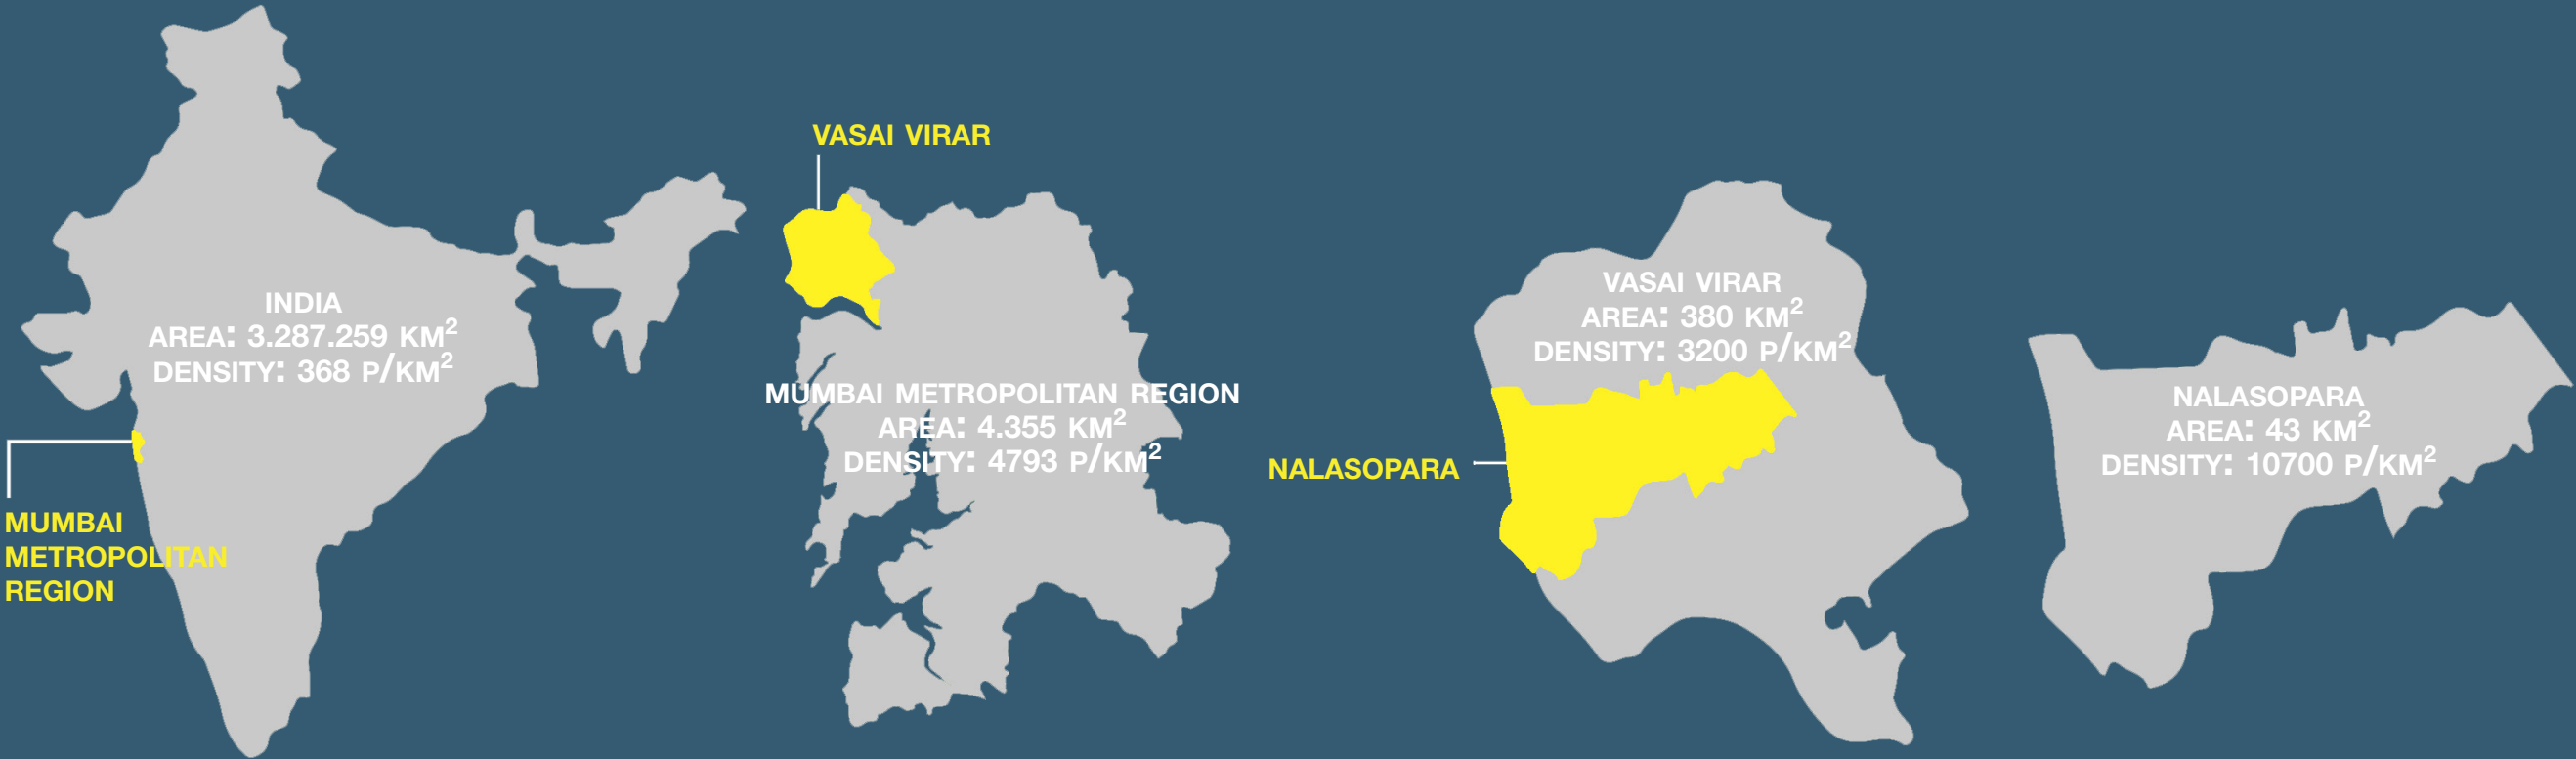 INDIA
AREA: 3.287.259 KM²
DENSITY: 368 P/KM²
MUMBAI
METROPOLITAN
REGION
VASAI VIRAR
MUMBAI METROPOLITAN REGION
AREA: 4.355 KM²
DENSITY: 4793 P/KM²
VASAI VIRAR
AREA: 380 KM²
DENSITY: 3200 P/KM²
NALASOPARA
NALASOPARA
AREA: 43 KM²
DENSITY: 10700 P/KM²